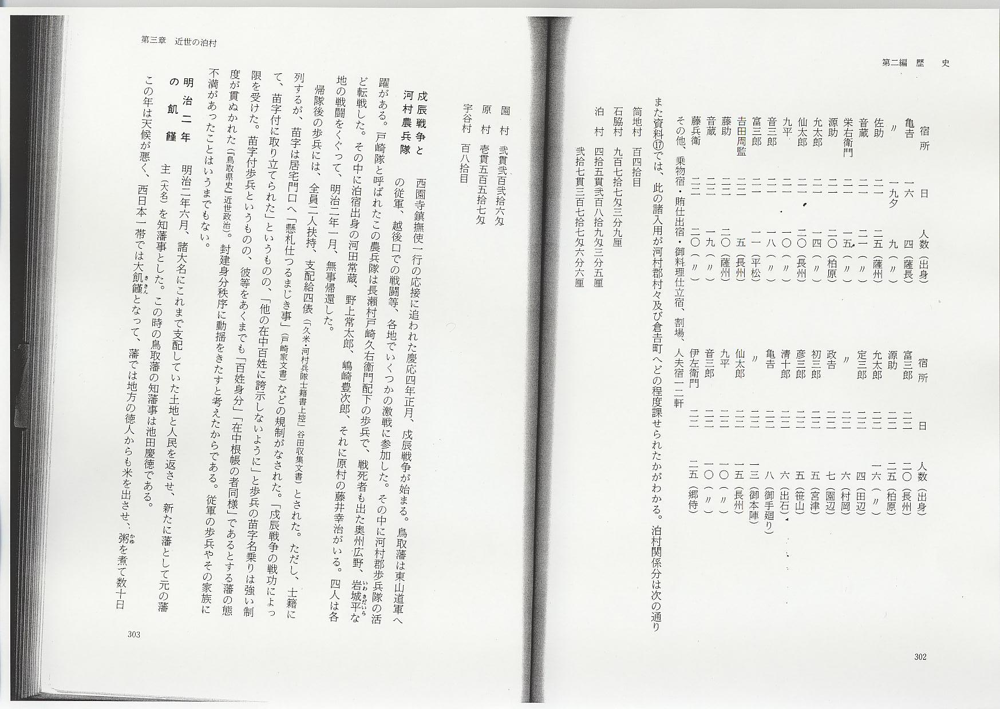 第二編 歴 史
宿所 日 人数(出身)
亀吉 一六 四(薩長)
〃 一九夕 九(〃)
佐助 二一 二五(薩州)
音蔵 二一 二一(〃)
栄右衛門 二一 一五(〃)
源助 二一 二〇(柏原)
允太郎 二一 一四(〃)
仙太郎 二一 二〇(長州)
九平 二一 一〇(〃)
音三郎 二一 一八(〃)
富三郎 二一 一一(平松)
吉田周監 二二 五(長州)
藤助 二二 二〇(薩州)
音蔵 二二 一九(〃)
藤兵衛 二二 二〇(〃)
宿所 日 人数(出身)
富三郎 二二 二〇(長州)
源助 二二 二五(柏原)
允太郎 二二 一六(〃)
定三郎 二二 四(田辺)
〃 二二 六(村岡)
政吉 二二 七(園辺)
初三郎 二二 五(宮津)
彦三郎 二二 五(笹山)
清十郎 二二 六(出石)
亀吉 二二 八(御手廻り)
〃 二二 一三(御本陣)
仙太郎 二二 一五(長州)
九平 二二 一〇(〃)
音三郎 二二 一〇(〃)
伊左衛門 二二 二五(郷侍)
その他、乗物宿・賄仕出宿・御料理仕立宿、割場、人夫宿一二軒
また資料⑰では、此の諸入用が河村郡村々及び倉吉町へどの程度課せられたかがわかる。泊村関係分は次の通り
筒地村 百四拾目
石脇村 九百七拾七匁三分九厘
泊 村 四拾五貫弐百八拾九匁三分五厘
弐拾七貫三百七拾七匁六分六厘
302
園 村 弐貫弐百弐拾六匁
原 村 壱貫五百五拾七匁
宇谷村 百八拾目
戊辰戦争と
河村農兵隊
西園寺鎮撫使一行の応接に追われた慶応四年正月、戊辰戦争が始まる。鳥取藩は東山道軍へ
の従軍、越後口での戦闘等、各地でいくつかの激戦に参加した。その中に河村郡歩兵隊の活
躍がある。戸崎隊と呼ばれたこの農兵隊は長瀬村戸崎久右衛門配下の歩兵で、戦死者も出た奥州広野、岩城平(いわきだいら)な
ど転戦した。その中に泊宿出身の河田常蔵、野上常太郎、嶋崎豊次郎、それに原村の藤井幸治がいる。四人は各
地の戦闘をくぐって、明治二年一月、無事帰還した。
帰隊後の歩兵には、全員二人扶持、支配給四俵(「久米・河村兵隊士籍書上控」谷田収集文書)とされた。ただし、士籍に
列するが、苗字は居宅門口へ「懸札仕つるまじき事」(戸崎家文書)などの規制がなされた。「戊辰戦争の戦功によっ
て、苗字付に取り立てられた」というものの、「他の在中百姓に誇示しないように」と歩兵の苗字名乗りは強い制
限を受けた。苗字付歩兵というものの、彼等をあくまでも「百姓身分」「在中根帳の者同様」であるとする藩の態
度が貫ぬかれた(『鳥取県史』近世政治)。封建身分秩序に動揺をきたすと考えたからである。従軍の歩兵やその家族に
不満があったことはいうまでもない。
明治二年
の飢饉
明治二年六月、諸大名にこれまで支配していた土地と人民を返させ、新たに藩として元の藩
主(大名)を知藩事とした。この時の鳥取藩の知藩事は池田慶徳である。
この年は天候が悪く、西日本一帯では大飢饉(ききん)となって、藩では地方の徳人からも米を出させ、粥(かゆ)を煮て数十日
第三章 近世の泊村
303